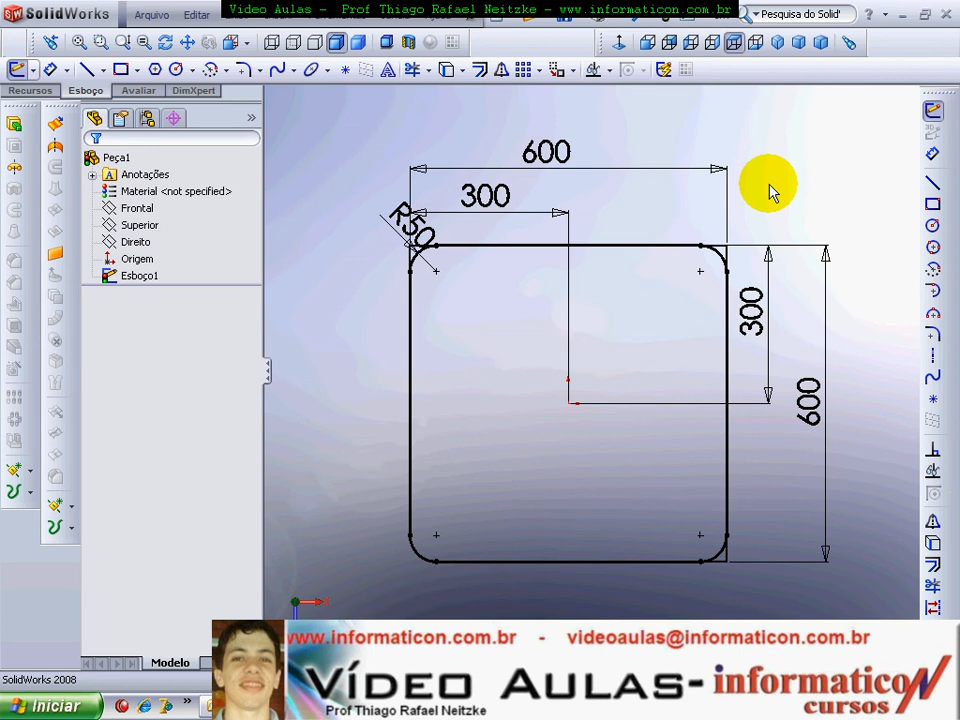 Video Aulas - Prof Thiago Rafael Neitzke - www.informaticon.com.br
SolidWorks
Arquivo
Editar
Pesquisa do Solid'
Recursos
Esboço
Avaliar
DimXpert
Peça1
Anotações
Material <not specified>
Frontal
Superior
Direito
Origem
Esboço1
600
300
R50
300
600
Modelo
SolidWorks 2008
Iniciar
www.informaticon.com.br - videoaulas@informaticon.com.br
Vídeo Aulas-
informaticon
cursos
Prof Thiago Rafael Neitzke